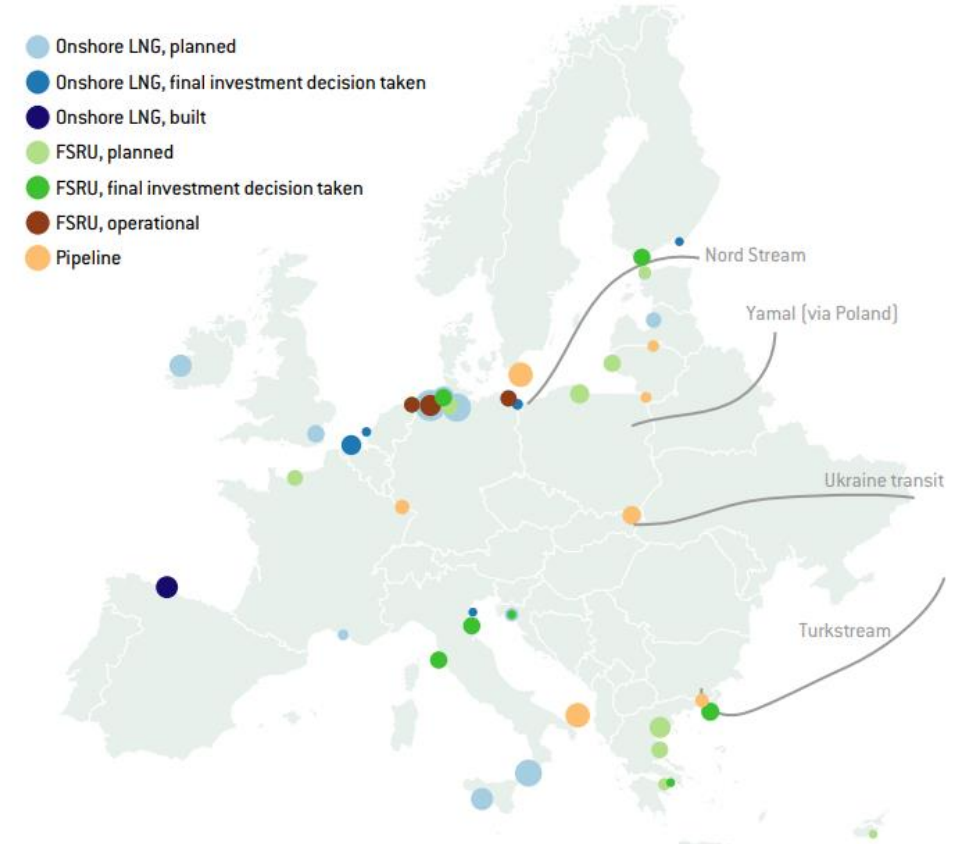 Onshore LNG, planned
Onshore LNG, final investment decision taken
Onshore LNG, built
FSRU, planned
FSRU, final investment decision taken
FSRU, operational
Pipeline
Nord Stream
Yamal (via Poland)
Ukraine transit
Turkstream